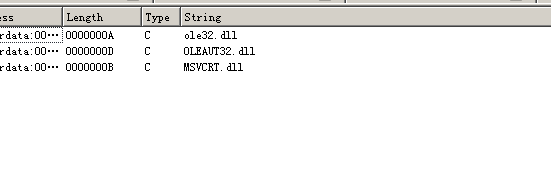 ess Length Type String
rdata:00… 0000000A C ole32.dll
rdata:00… 0000000D C OLEAUT32.dll
rdata:00… 0000000B C MSVCRT.dll